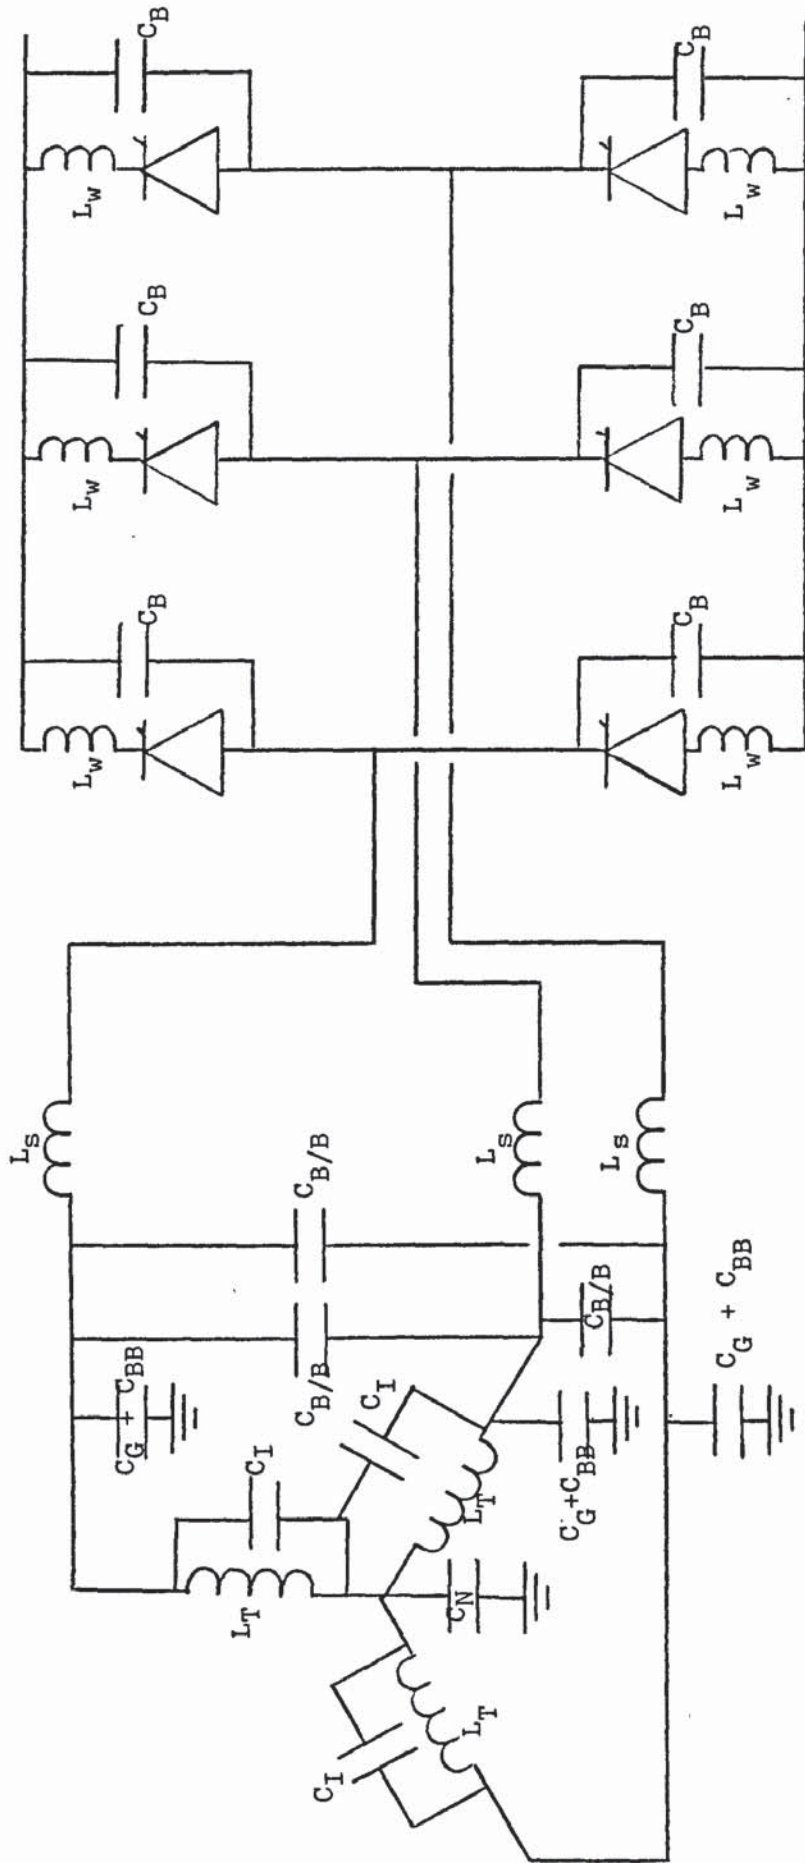 C_B
C_B
C_B
L_W
L_W
L_W
C_B
C_B
C_B
L_W
L_W
L_W
L_S
L_S
L_S
C_B/B
C_B/B
C_B/B
C_G + C_BB
C_G+C_BB
C_G + C_BB
C_I
C_I
C_I
L_T
L_T
L_T
C_N